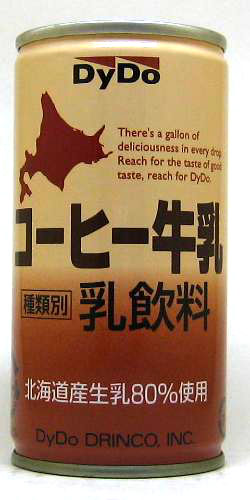 DyDo
There's a gallon of
deliciousness in every drop.
Reach for the taste of good
taste, reach for DyDo.
コーヒー牛乳
種類別 乳飲料
北海道産生乳80%使用
DyDo DRINCO, INC.